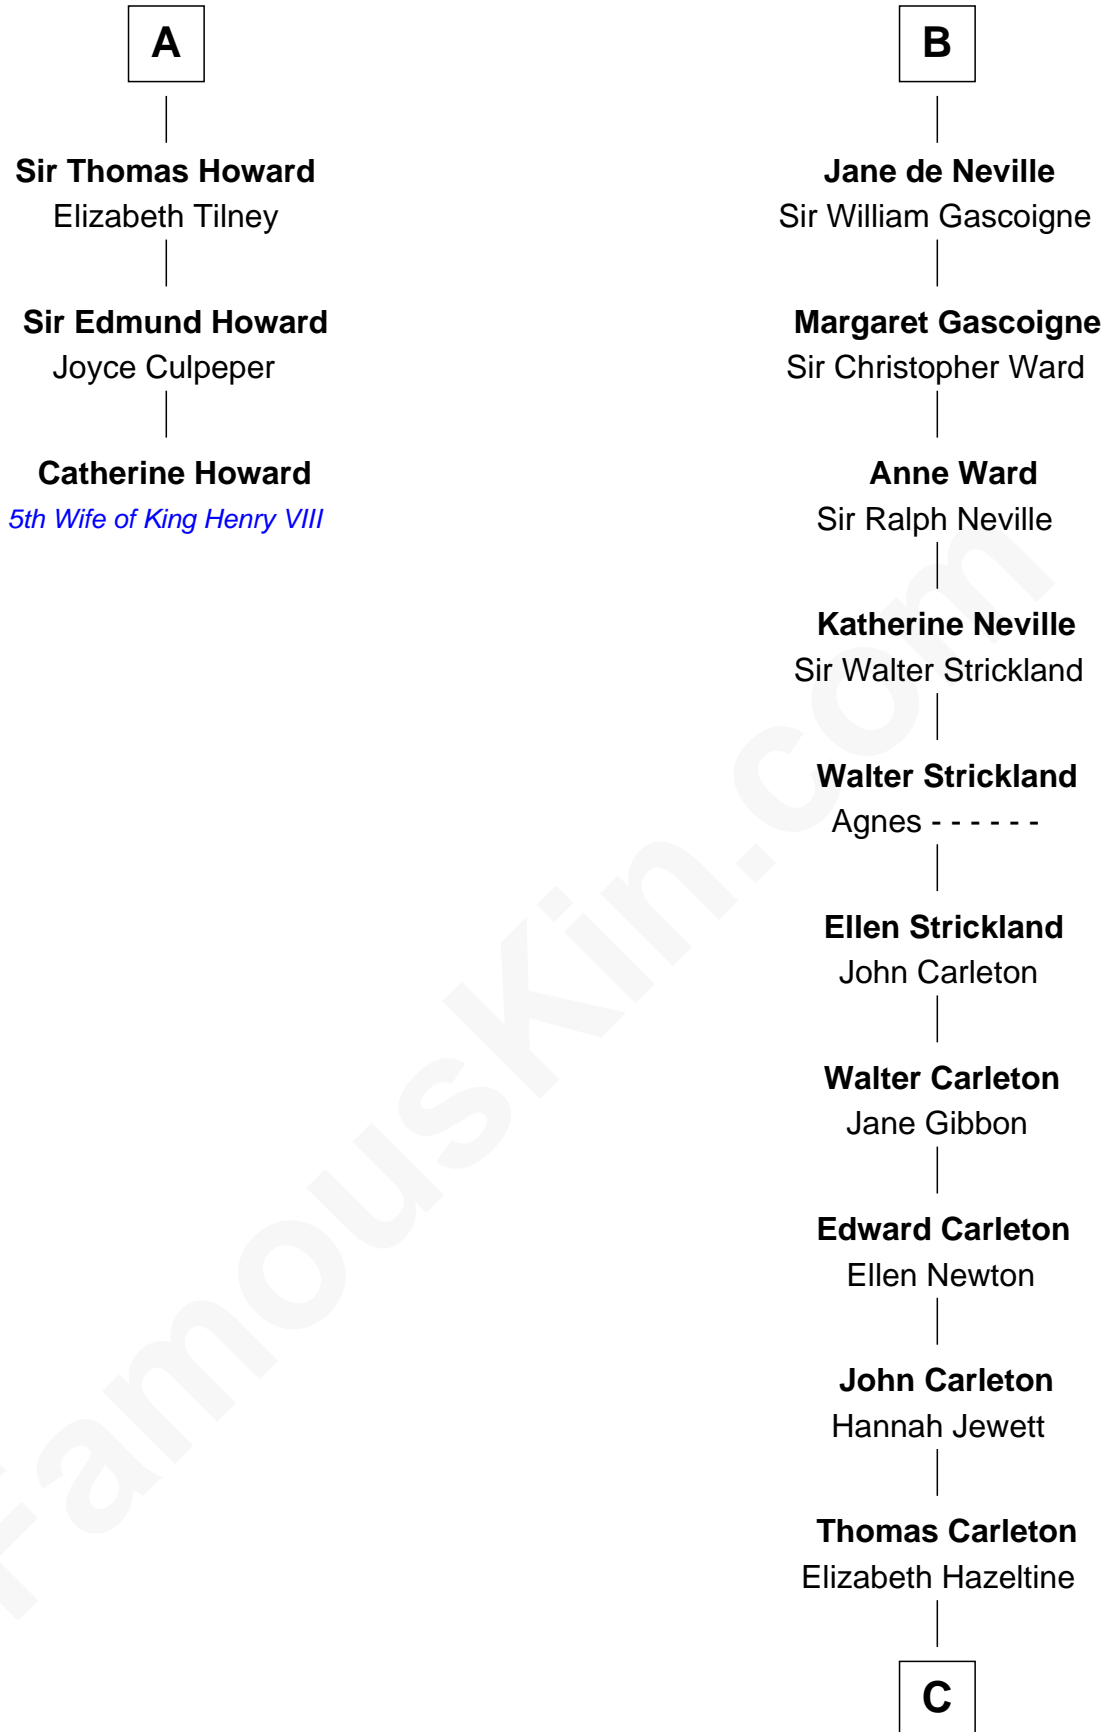 A
Sir Thomas Howard
Elizabeth Tilney
Sir Edmund Howard
Joyce Culpeper
Catherine Howard
5th Wife of King Henry VIII
B
Jane de Neville
Sir William Gascoigne
Margaret Gascoigne
Sir Christopher Ward
Anne Ward
Sir Ralph Neville
Katherine Neville
Sir Walter Strickland
Walter Strickland
Agnes - - - - - -
Ellen Strickland
John Carleton
Walter Carleton
Jane Gibbon
Edward Carleton
Ellen Newton
John Carleton
Hannah Jewett
Thomas Carleton
Elizabeth Hazeltine
C
FamousKin.com